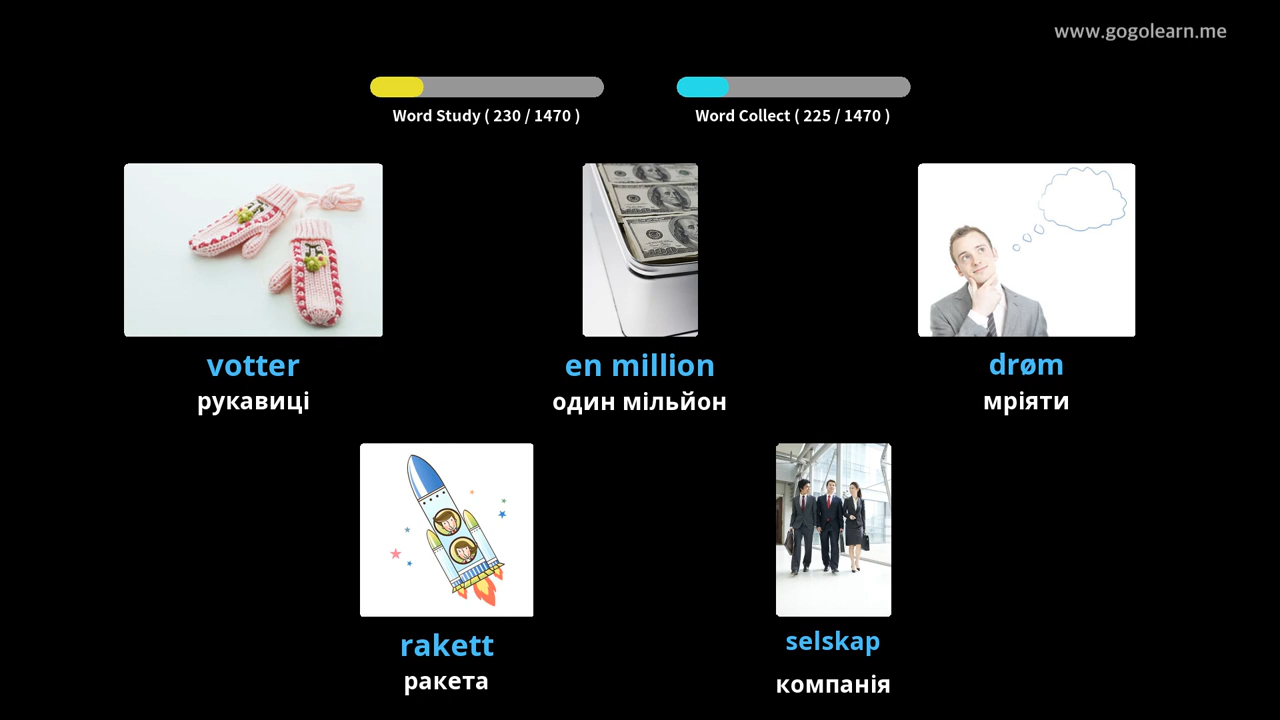 www.gogolearn.me
Word Study ( 230 / 1470 )
Word Collect ( 225 / 1470 )
votter
рукавиці
en million
один мільйон
drøm
мріяти
rakett
ракета
selskap
компанія